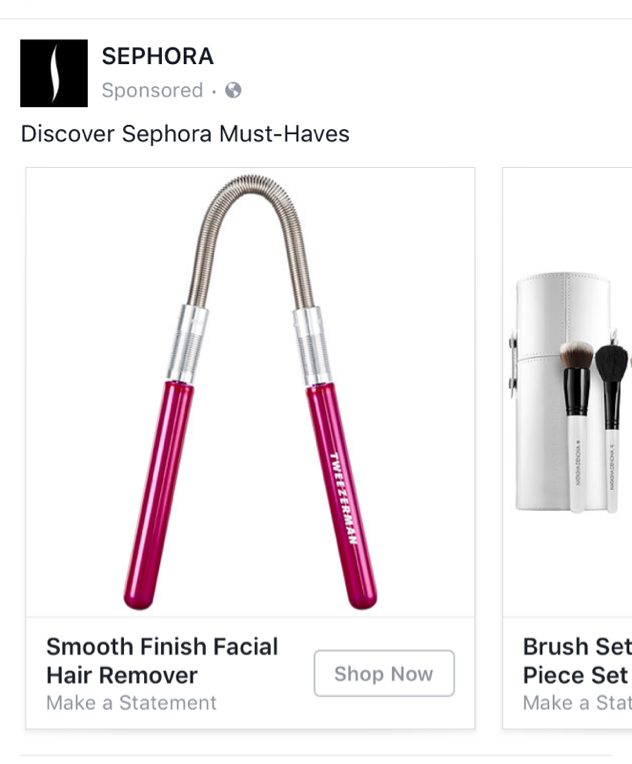 SEPHORA
Sponsored ·
Discover Sephora Must-Haves
TWEEZERMAN
Smooth Finish Facial
Hair Remover
Make a Statement
Shop Now
Brush Set
Piece Set
Make a Stat